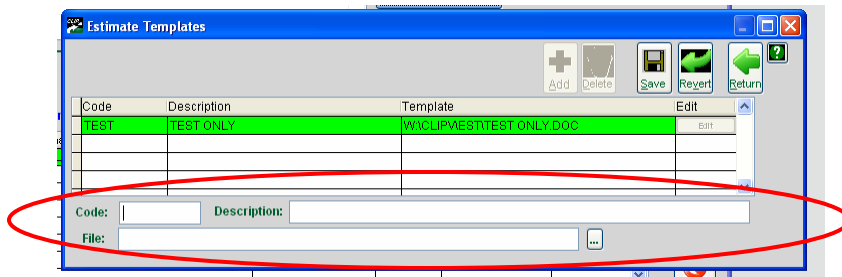 CLIP Estimate Templates
?
Add Delete Save Revert Return
Code Description Template Edit
TEST TEST ONLY W:\CLIP\EST\TEST ONLY.DOC Edit
Code: Description:
File: ...